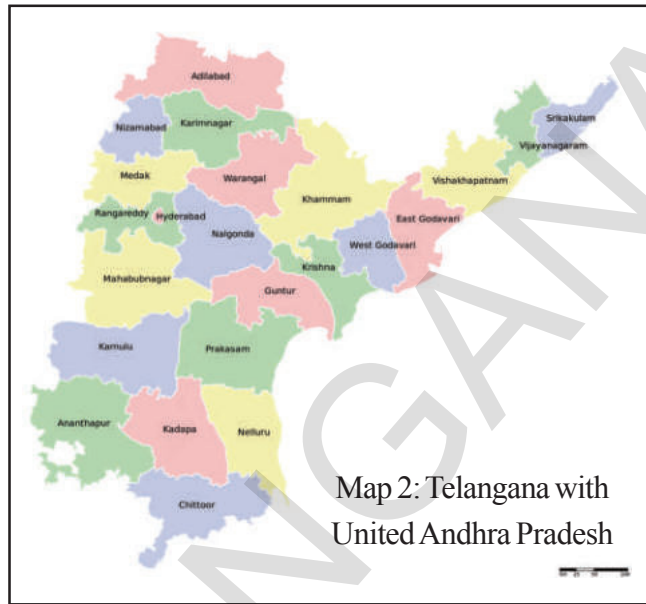 Adilabad
Nizamabad
Karimnagar
Srikakulam
Vijayanagaram
Medak
Warangal
Vishakhapatnam
Khammam
Rangareddy
Hyderabad
East Godavari
Nalgonda
West Godavari
Krishna
Mahabubnagar
Guntur
Karnulu
Prakasam
Ananthapur
Kadapa
Nelluru
Chittoor
Map 2: Telangana with
United Andhra Pradesh
NGANA